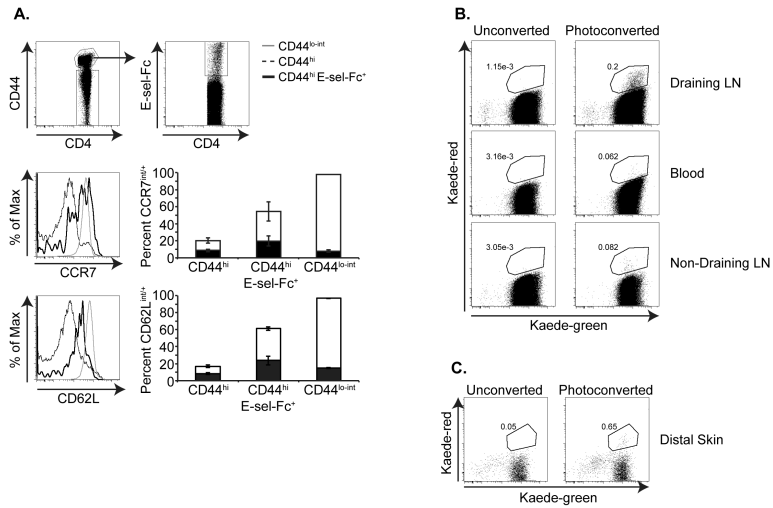 A.
CD44
CD4
E-sel-Fc
CD4
CD44lo-int
CD44hi
CD44hi E-sel-Fc+
% of Max
CCR7
Percent CCR7int/+
100
80
60
40
20
0
CD44hi
CD44hi
CD44lo-int
E-sel-Fc+
% of Max
CD62L
Percent CD62Lint/+
100
80
60
40
20
0
CD44hi
CD44hi
CD44lo-int
E-sel-Fc+
B.
Unconverted
Photoconverted
1.15e-3
0.2
Draining LN
3.16e-3
0.062
Blood
3.05e-3
0.082
Non-Draining LN
Kaede-red
Kaede-green
C.
Unconverted
Photoconverted
0.05
0.65
Distal Skin
Kaede-red
Kaede-green